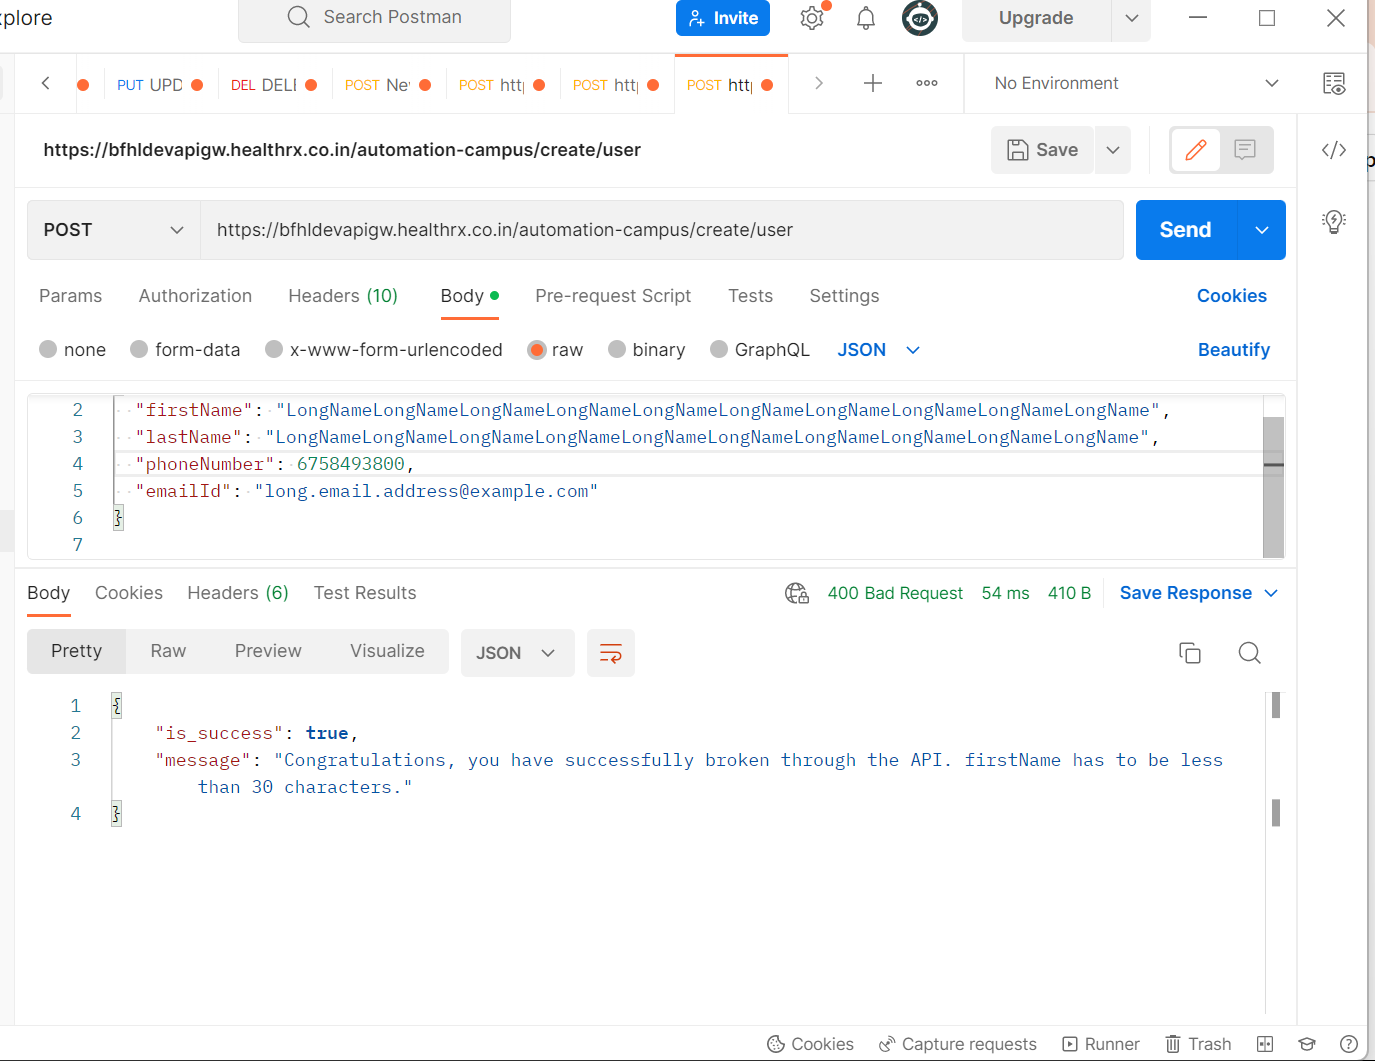 xplore
Search Postman
Invite
Upgrade
PUT UPD
DEL DELI
POST Ne
POST htt
POST htt
POST htt
No Environment
https://bfhldevapigw.healthrx.co.in/automation-campus/create/user
Save
</>
POST
https://bfhldevapigw.healthrx.co.in/automation-campus/create/user
Send
Params
Authorization
Headers (10)
Body
Pre-request Script
Tests
Settings
Cookies
none
form-data
x-www-form-urlencoded
raw
binary
GraphQL
JSON
Beautify
2 "firstName": "LongNameLongNameLongNameLongNameLongNameLongNameLongNameLongNameLongNameLongName",
3 "lastName": "LongNameLongNameLongNameLongNameLongNameLongNameLongNameLongNameLongNameLongName",
4 "phoneNumber": 6758493800,
5 "emailId": "long.email.address@example.com"
6 }
7
Body
Cookies
Headers (6)
Test Results
400 Bad Request
54 ms
410 B
Save Response
Pretty
Raw
Preview
Visualize
JSON
1 {
2 "is_success": true,
3 "message": "Congratulations, you have successfully broken through the API. firstName has to be less
than 30 characters."
4 }
Cookies
Capture requests
Runner
Trash